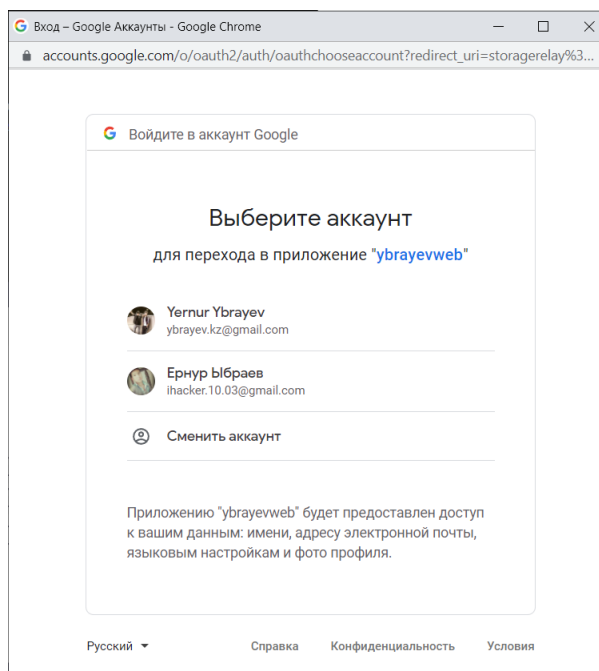 Вход – Google Аккаунты - Google Chrome
accounts.google.com/o/oauth2/auth/oauthchooseaccount?redirect_uri=storagerelay%3...
Войдите в аккаунт Google
Выберите аккаунт
для перехода в приложение "ybrayevweb"
Yernur Ybrayev
ybrayev.kz@gmail.com
Ернур Ыбраев
ihacker.10.03@gmail.com
Сменить аккаунт
Приложению "ybrayevweb" будет предоставлен доступ
к вашим данным: имени, адресу электронной почты,
языковым настройкам и фото профиля.
Русский Справка Конфиденциальность Условия